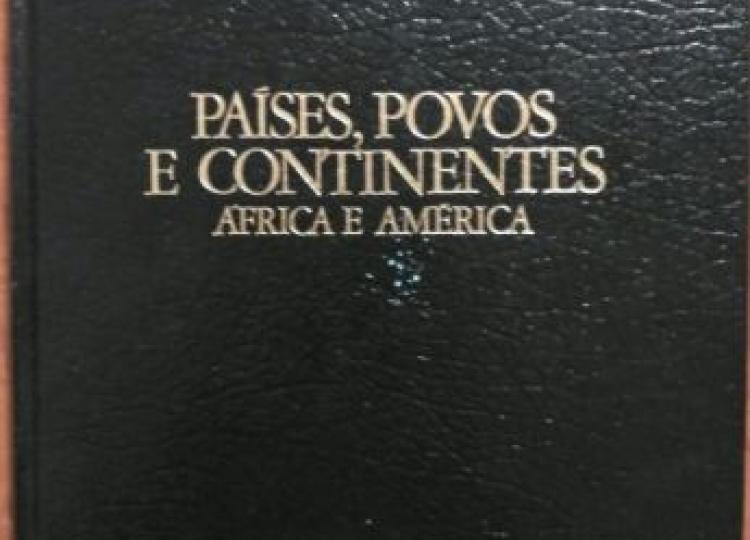 PAÍSES, POVOS
E CONTINENTES
ÁFRICA E AMÉRICA